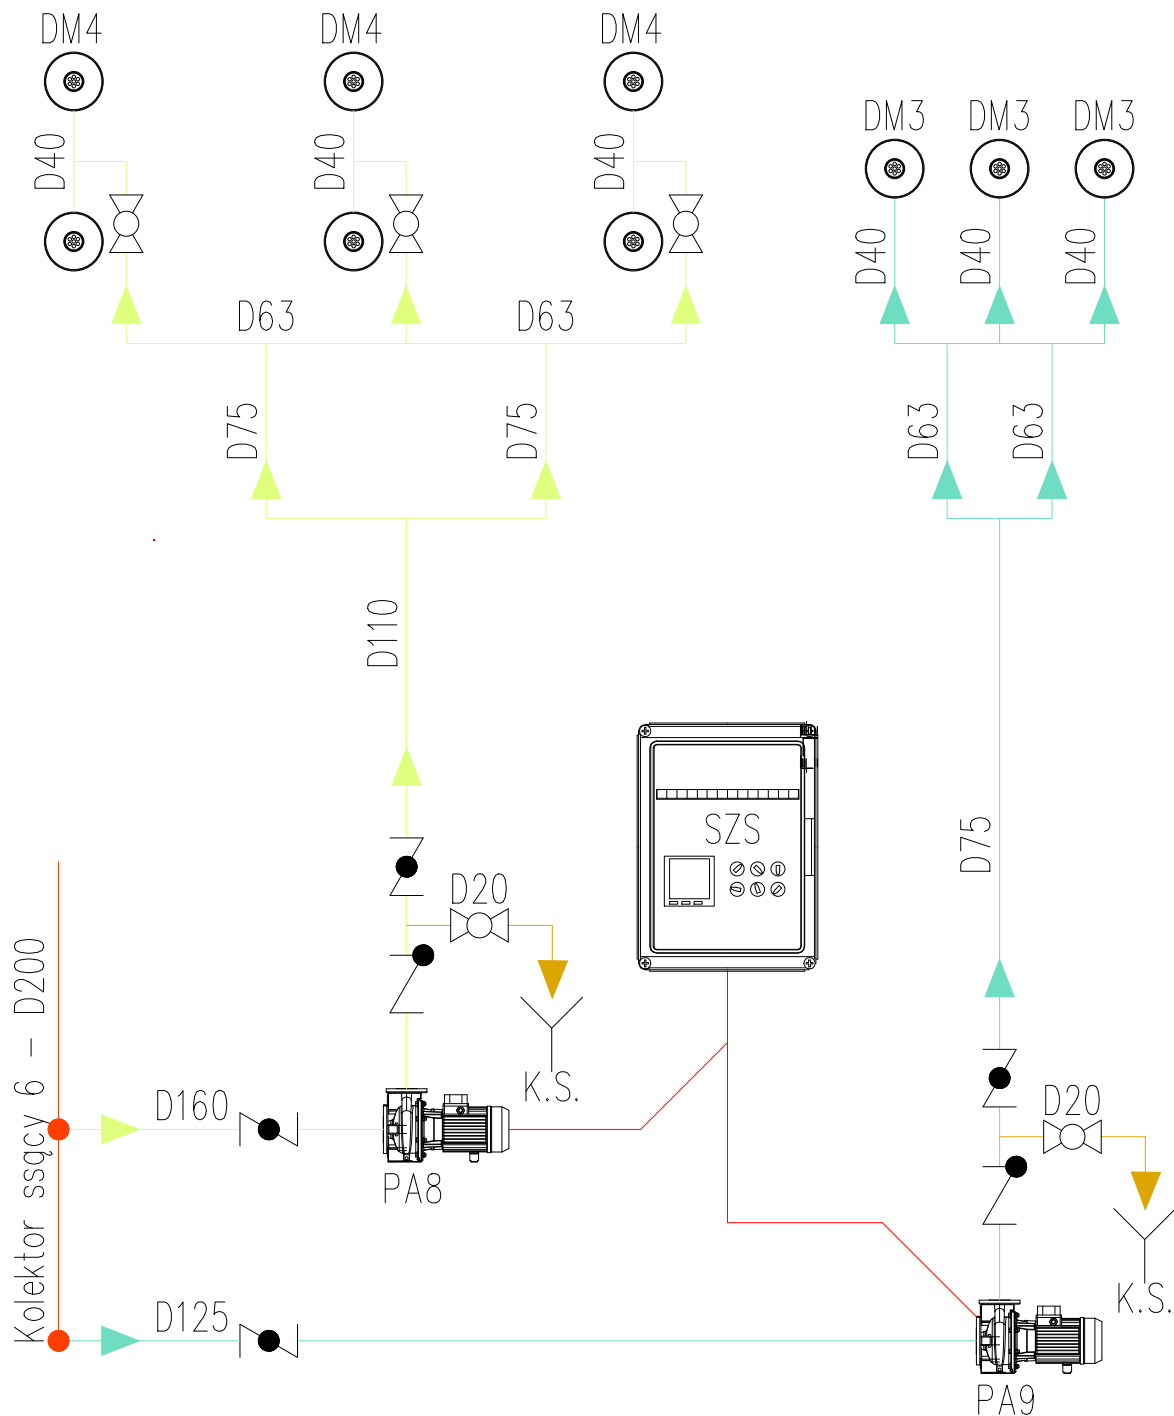 DM4 DM4 DM4
DM3 DM3 DM3
D40 D40 D40
D40 D40 D40
D63 D63
D75 D75
D63 D63
D110
SZS
D75
D20
Kolektor ssący 6 - D200
K.S.
D160
D20
PA8
K.S.
D125
PA9